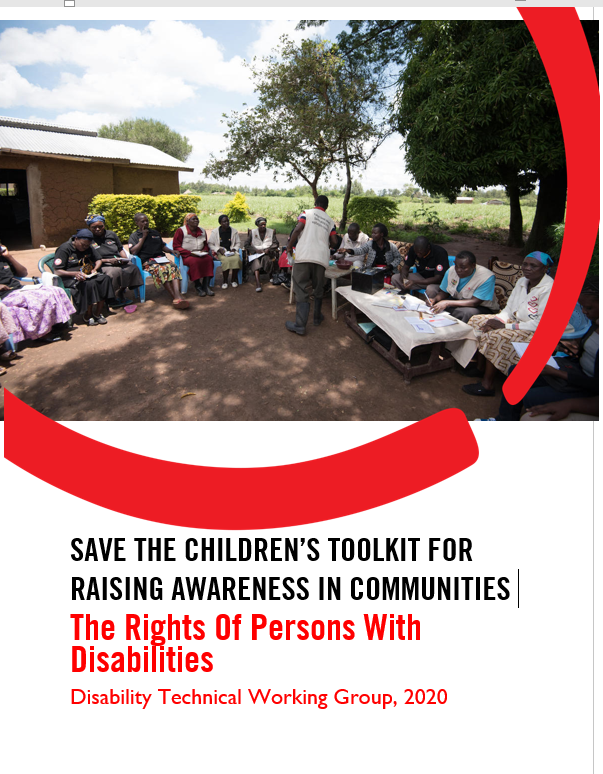 SAVE THE CHILDREN'S TOOLKIT FOR
RAISING AWARENESS IN COMMUNITIES
The Rights Of Persons With
Disabilities
Disability Technical Working Group, 2020